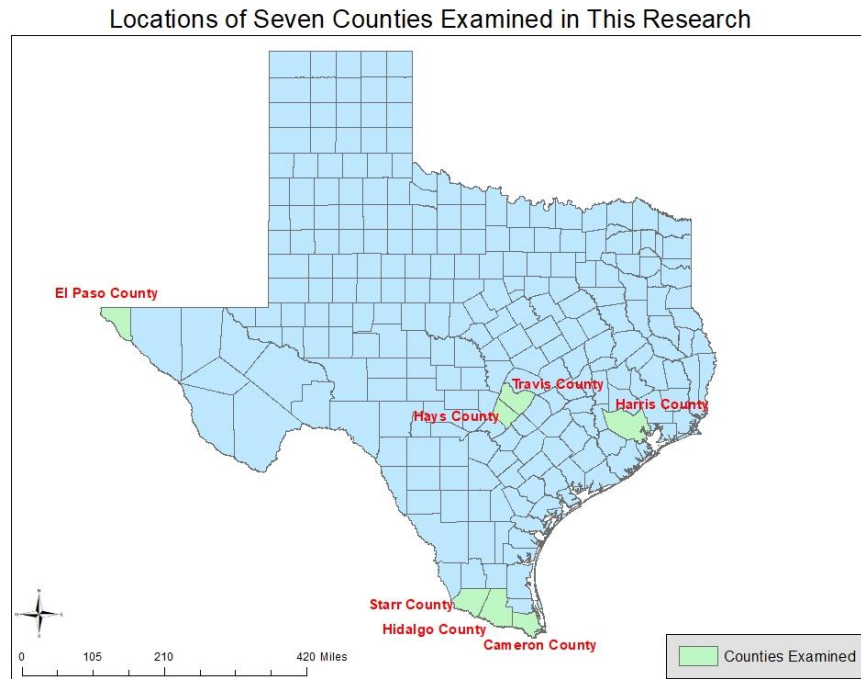 Locations of Seven Counties Examined in This Research
El Paso County
Travis County
Harris County
Hays County
Starr County
Hidalgo County
Cameron County
0 105 210 420 Miles
Counties Examined